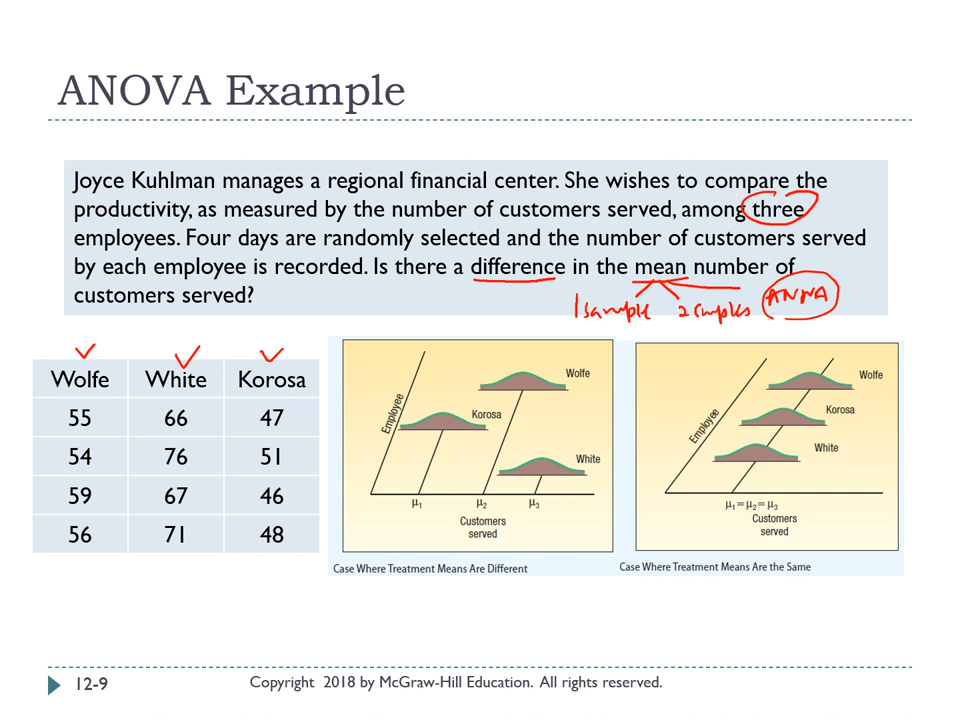 ANOVA Example
Joyce Kuhlman manages a regional financial center. She wishes to compare the
productivity, as measured by the number of customers served, among three
employees. Four days are randomly selected and the number of customers served
by each employee is recorded. Is there a difference in the mean number of
customers served?
1 sample 2 samples ANOVA
Wolfe White Korosa
55 66 47
54 76 51
59 67 46
56 71 48
Employee
Wolfe
Korosa
White
μ1 μ2 μ3
Customers
served
Case Where Treatment Means Are Different
Employee
Wolfe
Korosa
White
μ1 = μ2 = μ3
Customers
served
Case Where Treatment Means Are the Same
12-9
Copyright 2018 by McGraw-Hill Education. All rights reserved.